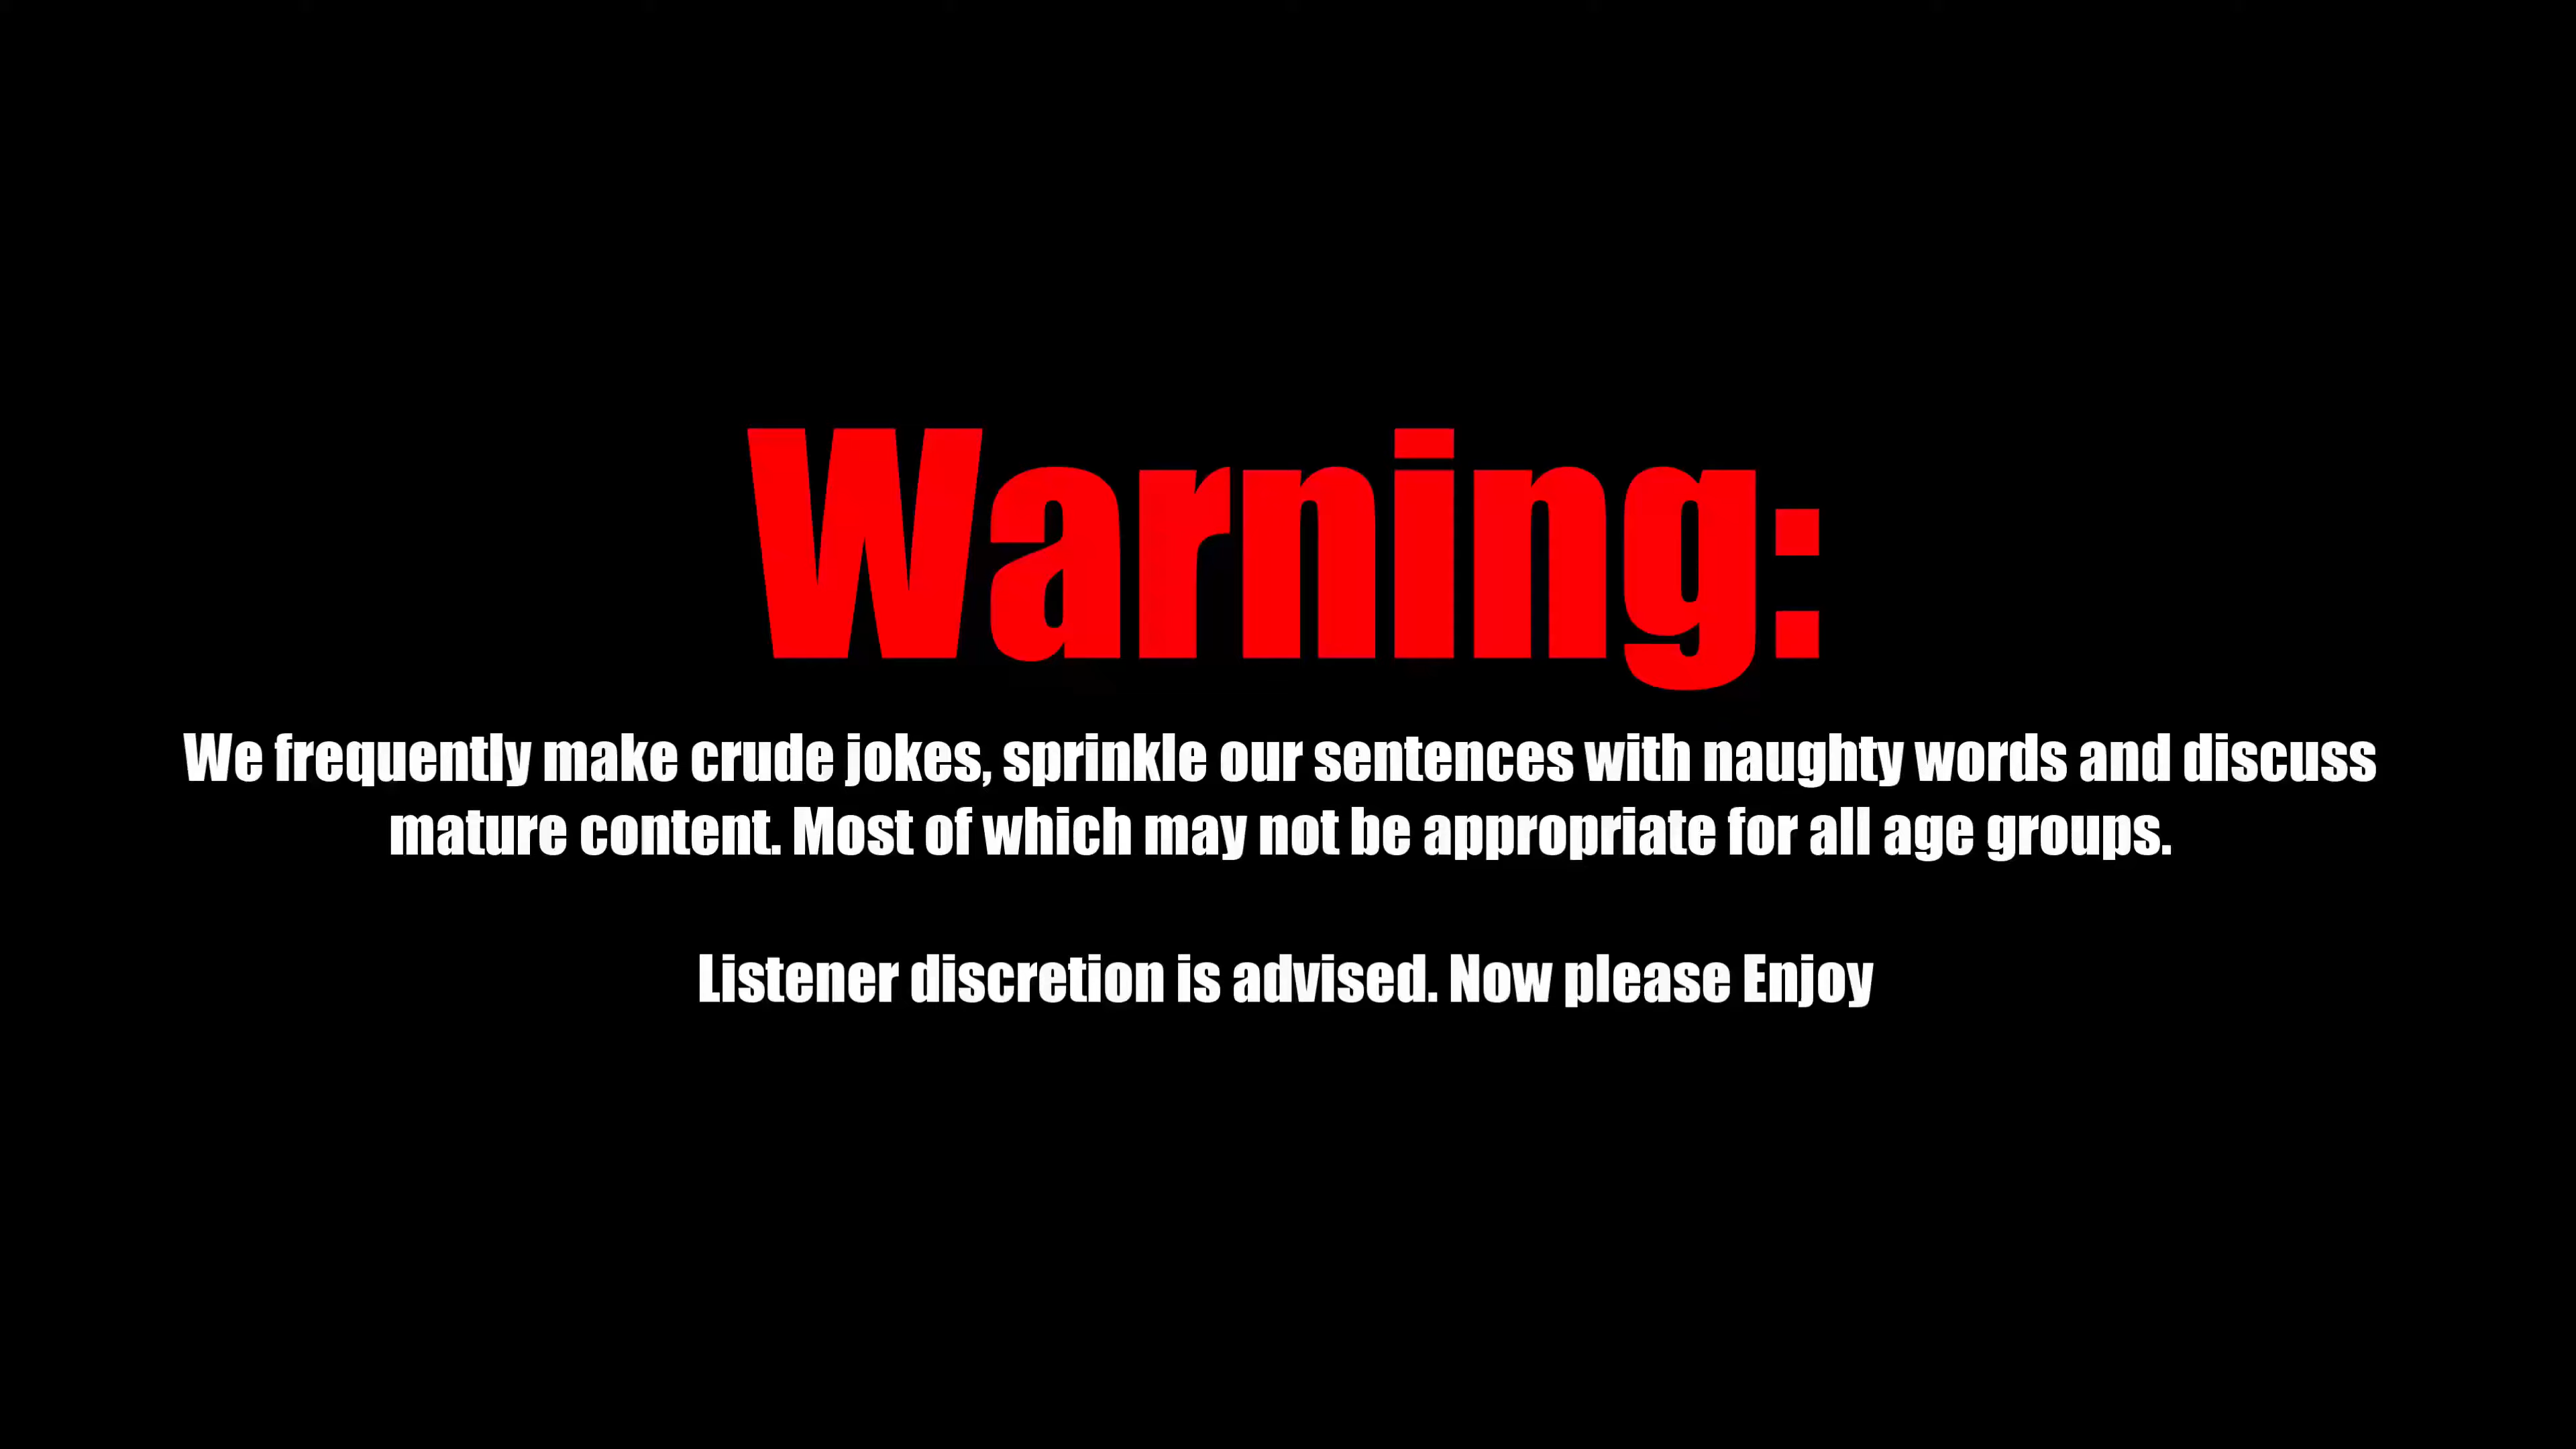 Warning:
We frequently make crude jokes, sprinkle our sentences with naughty words and discuss
mature content. Most of which may not be appropriate for all age groups.
Listener discretion is advised. Now please Enjoy